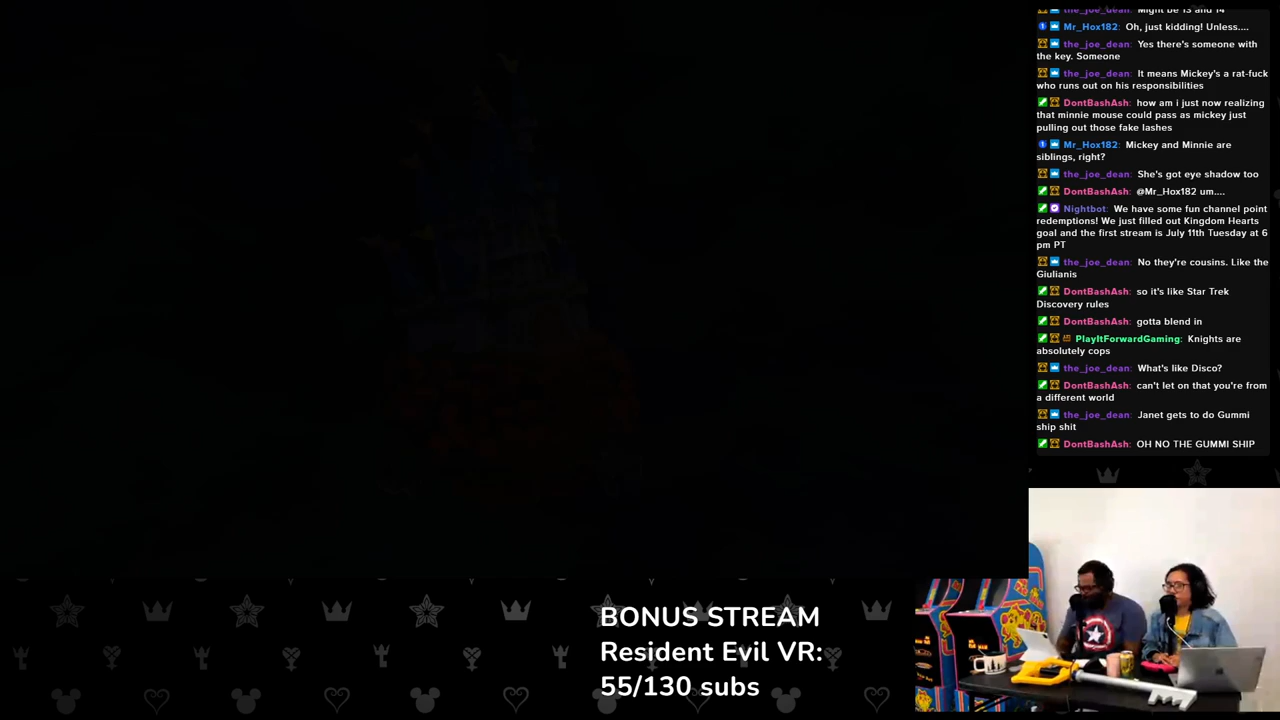 the_joe_dean: Might be 13 and 14
Mr_Hox182: Oh, just kidding! Unless....
the_joe_dean: Yes there's someone with
the key. Someone
the_joe_dean: It means Mickey's a rat-fuck
who runs out on his responsibilities
DontBashAsh: how am i just now realizing
that minnie mouse could pass as mickey just
pulling out those fake lashes
Mr_Hox182: Mickey and Minnie are
siblings, right?
the_joe_dean: She's got eye shadow too
DontBashAsh: @Mr_Hox182 um....
Nightbot: We have some fun channel point
redemptions! We just filled out Kingdom Hearts
goal and the first stream is July 11th Tuesday at 6
pm PT
the_joe_dean: No they're cousins. Like the
Giulianis
DontBashAsh: so it's like Star Trek
Discovery rules
DontBashAsh: gotta blend in
PlayItForwardGaming: Knights are
absolutely cops
the_joe_dean: What's like Disco?
DontBashAsh: can't let on that you're from
a different world
the_joe_dean: Janet gets to do Gummi
ship shit
DontBashAsh: OH NO THE GUMMI SHIP
BONUS STREAM
Resident Evil VR:
55/130 subs